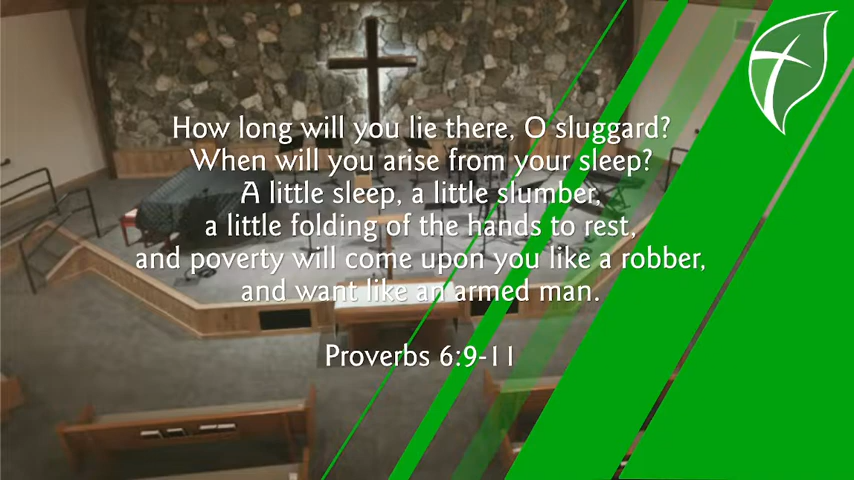 How long will you lie there, O sluggard?
When will you arise from your sleep?
A little sleep, a little slumber,
a little folding of the hands to rest,
and poverty will come upon you like a robber,
and want like an armed man.
Proverbs 6:9-11